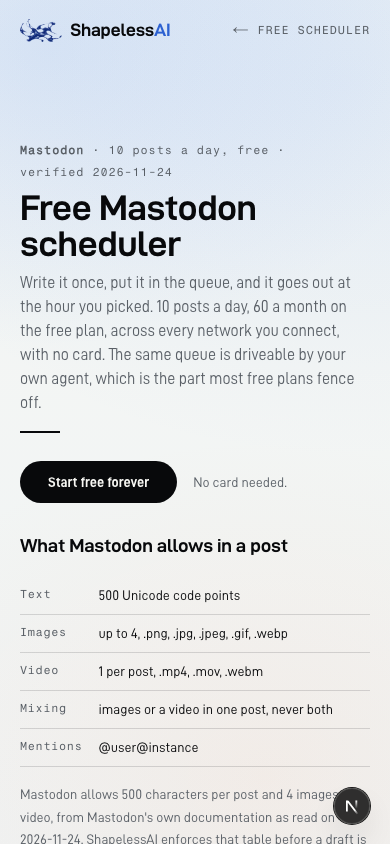 ShapelessAI
← FREE SCHEDULER
Mastodon · 10 posts a day, free ·
verified 2026-11-24
Free Mastodon
scheduler
Write it once, put it in the queue, and it goes out at
the hour you picked. 10 posts a day, 60 a month on
the free plan, across every network you connect,
with no card. The same queue is driveable by your
own agent, which is the part most free plans fence
off.
Start free forever
No card needed.
What Mastodon allows in a post
Text 500 Unicode code points
Images up to 4, .png, .jpg, .jpeg, .gif, .webp
Video 1 per post, .mp4, .mov, .webm
Mixing images or a video in one post, never both
Mentions @user@instance
Mastodon allows 500 characters per post and 4 images
video, from Mastodon's own documentation as read on
2026-11-24. ShapelessAI enforces that table before a draft is
N